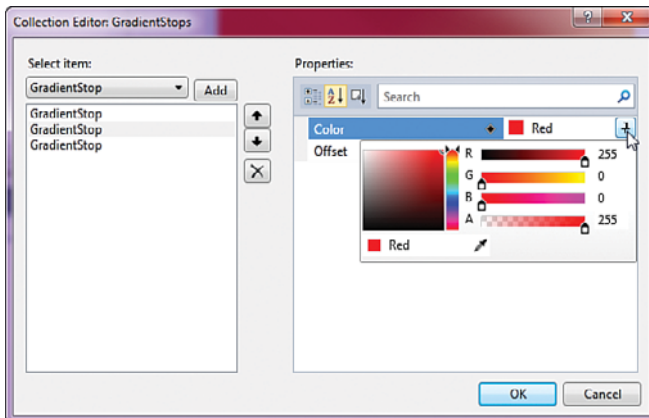 Collection Editor: GradientStops
Select item:
GradientStop
Add
GradientStop
GradientStop
GradientStop
Properties:
Search
Color
Red
Offset
R 255
G 0
B 0
A 255
Red
OK
Cancel